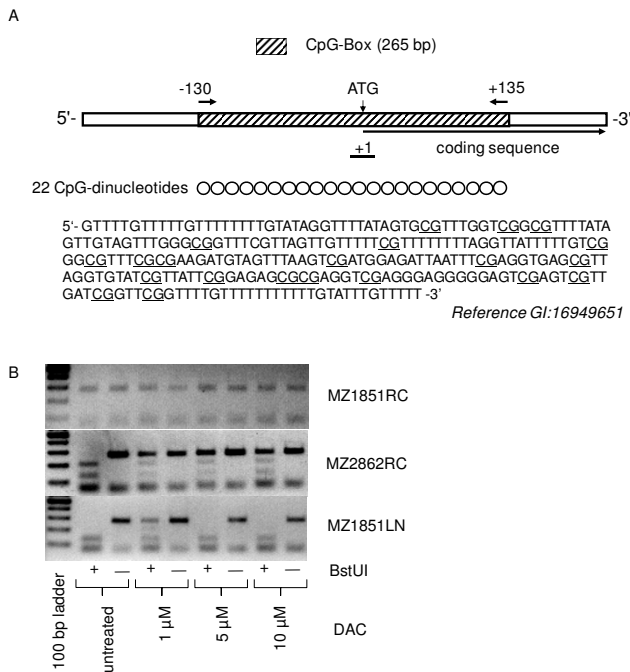 A
CpG-Box (265 bp)
-130 ATG +135
5'- -3'
+1 coding sequence
22 CpG-dinucleotides
5'- GTTTTGTTTTTGTTTTTTTTGTATAGGTTTTATAGTGCGTTTGGTCGGCGTTTTATA
GTTGTAGTTTGGGCGGTTTCGTTAGTTGTTTTTCGTTTTTTTTAGGTTATTTTTGTCG
GGCGTTTCGCGAAGATGTAGTTTAAGTCGATGGAGATTAATTTCGAGGTGAGCGTT
AGGTGTATCGTTATTCGGAGAGCGCGAGGTCGAGGGAGGGGGAGTCGAGTCGTT
GATCGGTTCGGTTTTGTTTTTTTTTTTTGTATTTGTTTTT -3'
Reference GI:16949651
B
MZ1851RC
MZ2862RC
MZ1851LN
+ — + — + — + — BstUI
100 bp ladder untreated 1 µM 5 µM 10 µM DAC